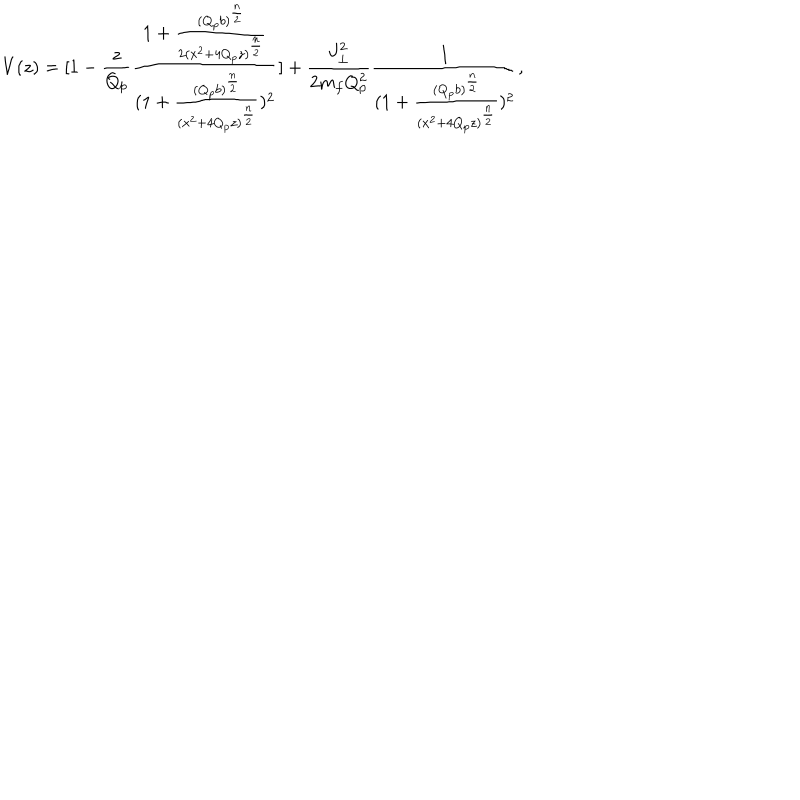 V(z) = [1 - \frac{z}{Q_p} \frac{1 + \frac{(Q_p b)^{\frac{n}{2}}}{2(x^2+4Q_p z)^{\frac{n}{2}}}}{(1 + \frac{(Q_p b)^{\frac{n}{2}}}{(x^2+4Q_p z)^{\frac{n}{2}}})^2}] + \frac{J_{\perp}^2}{2m_f Q_p^2} \frac{1}{(1 + \frac{(Q_p b)^{\frac{n}{2}}}{(x^2+4Q_p z)^{\frac{n}{2}}})^2},